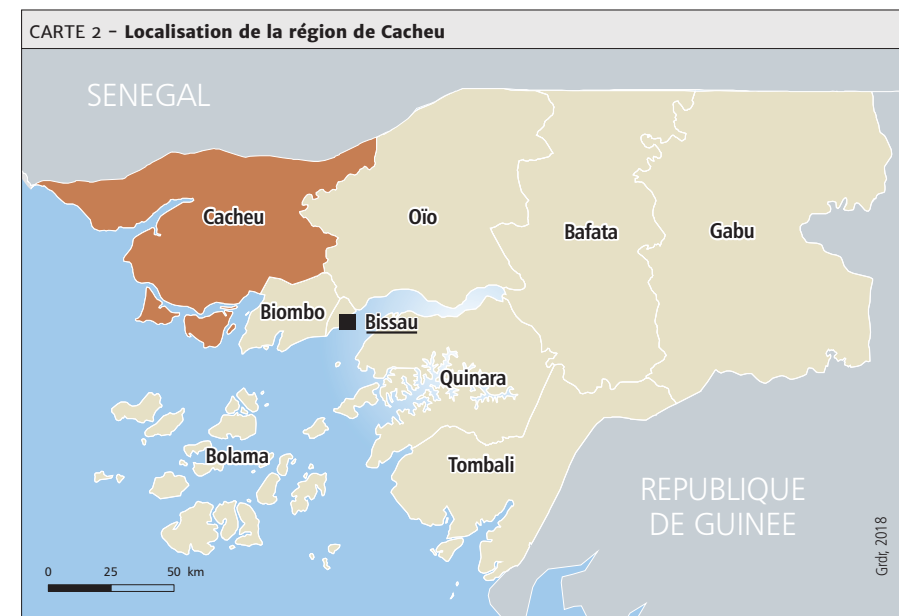 CARTE 2 - Localisation de la région de Cacheu
SENEGAL
Cacheu
Oïo
Bafata
Gabu
Biombo
Bissau
Quinara
Bolama
Tombali
REPUBLIQUE
DE GUINEE
0 25 50 km
Grdr, 2018